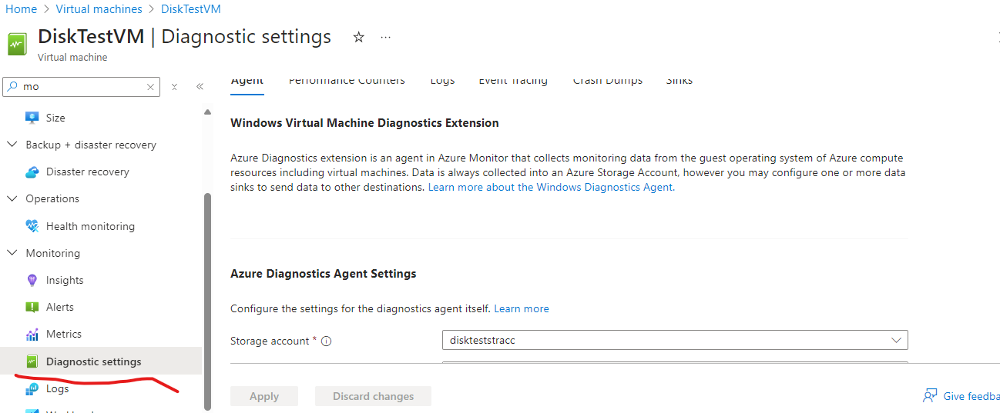 Home > Virtual machines > DiskTestVM
DiskTestVM | Diagnostic settings
Virtual machine
mo
Size
Backup + disaster recovery
Disaster recovery
Operations
Health monitoring
Monitoring
Insights
Alerts
Metrics
Diagnostic settings
Logs
Agent Performance Counters Logs Event Tracing Crash Dumps Sinks
Windows Virtual Machine Diagnostics Extension
Azure Diagnostics extension is an agent in Azure Monitor that collects monitoring data from the guest operating system of Azure compute
resources including virtual machines. Data is always collected into an Azure Storage Account, however you may configure one or more data
sinks to send data to other destinations. Learn more about the Windows Diagnostics Agent.
Azure Diagnostics Agent Settings
Configure the settings for the diagnostics agent itself. Learn more
Storage account * diskteststracc
Apply Discard changes
Give feedba